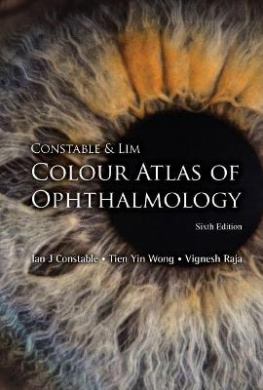 Constable & Lim
Colour Atlas of
Ophthalmology
Sixth Edition
Ian J Constable • Tien Yin Wong • Vignesh Raja